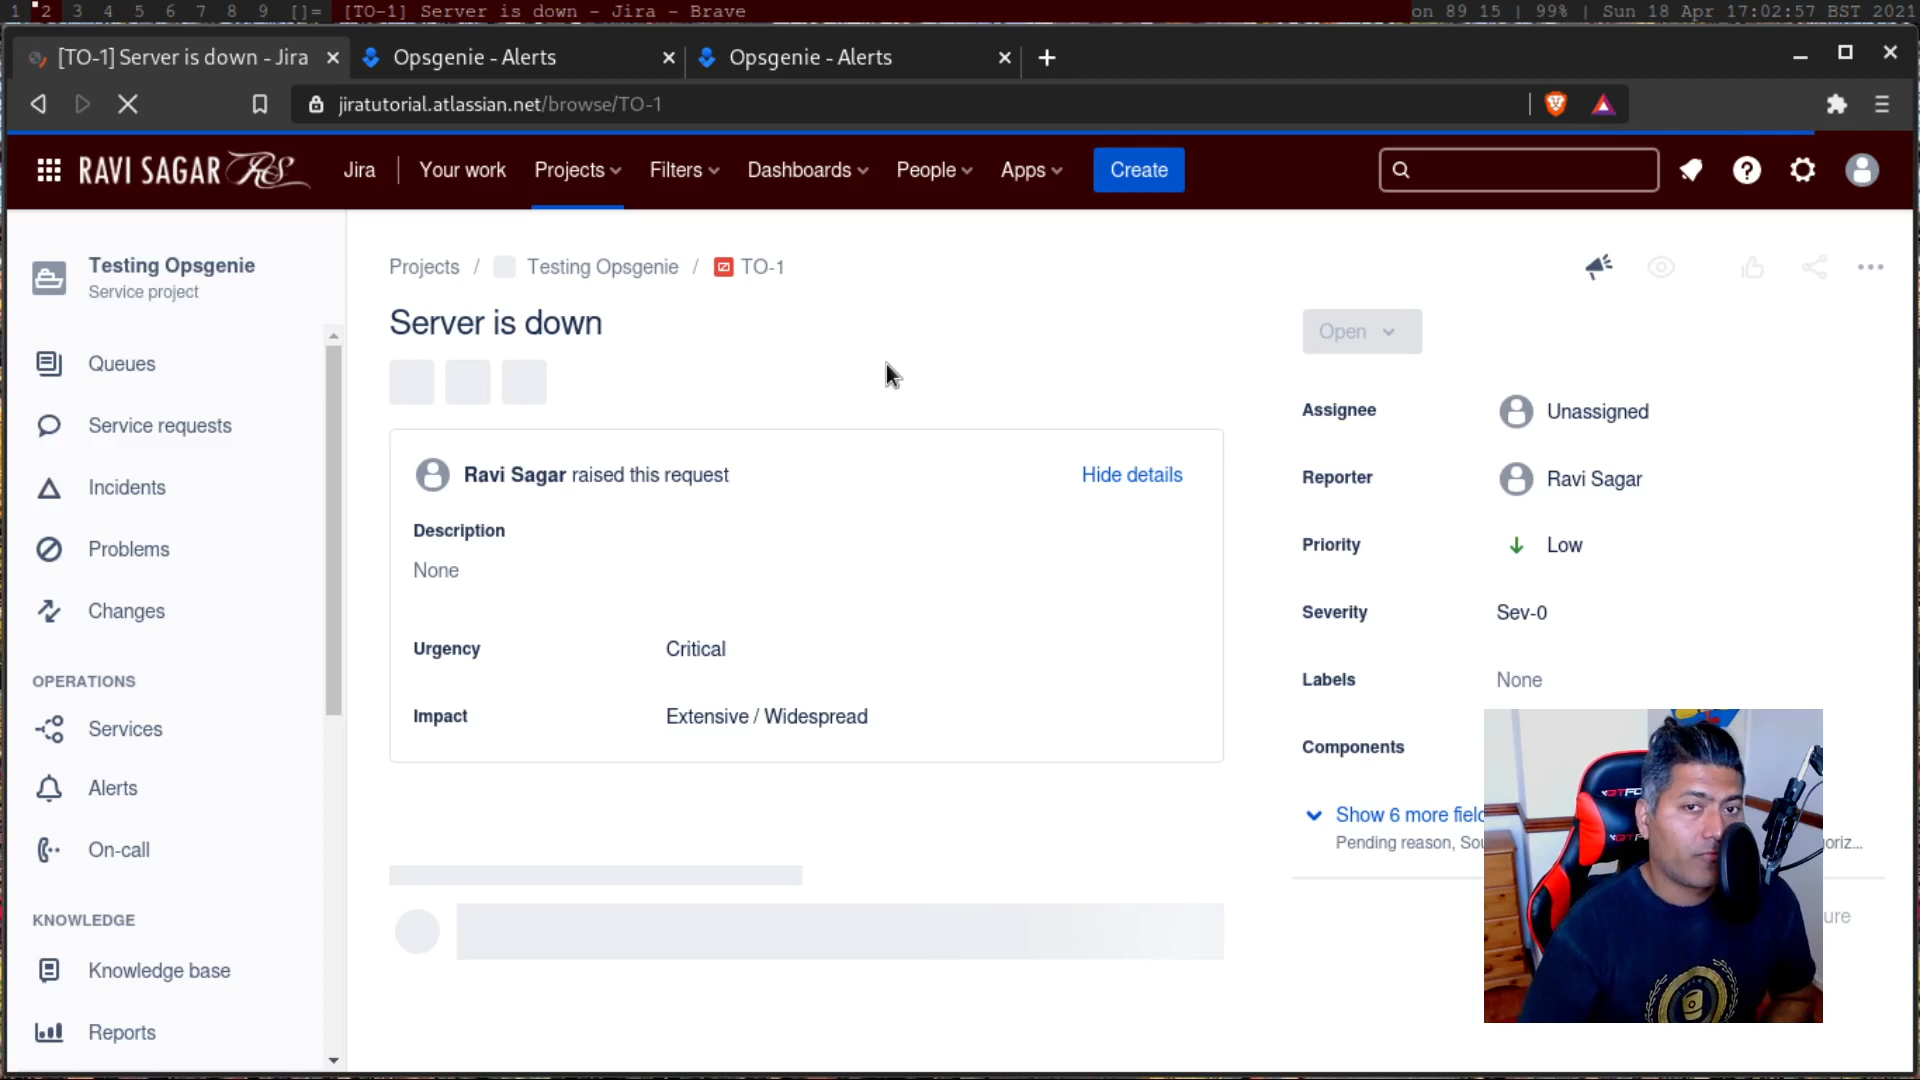 1 2 3 4 5 6 7 8 9 []= [TO-1] Server is down - Jira - Brave on 89 15 | 99% | Sun 18 Apr 17:02:57 BST 2021
[TO-1] Server is down - Jira Opsgenie - Alerts Opsgenie - Alerts
jiratutorial.atlassian.net/browse/TO-1
RAVI SAGAR RS Jira Your work Projects Filters Dashboards People Apps Create
Testing Opsgenie
Service project
Queues
Service requests
Incidents
Problems
Changes
OPERATIONS
Services
Alerts
On-call
KNOWLEDGE
Knowledge base
Reports
Projects / Testing Opsgenie / TO-1
Server is down
Ravi Sagar raised this request Hide details
Description
None
Urgency Critical
Impact Extensive / Widespread
Open
Assignee Unassigned
Reporter Ravi Sagar
Priority Low
Severity Sev-0
Labels None
Components
Show 6 more
Pending reason,